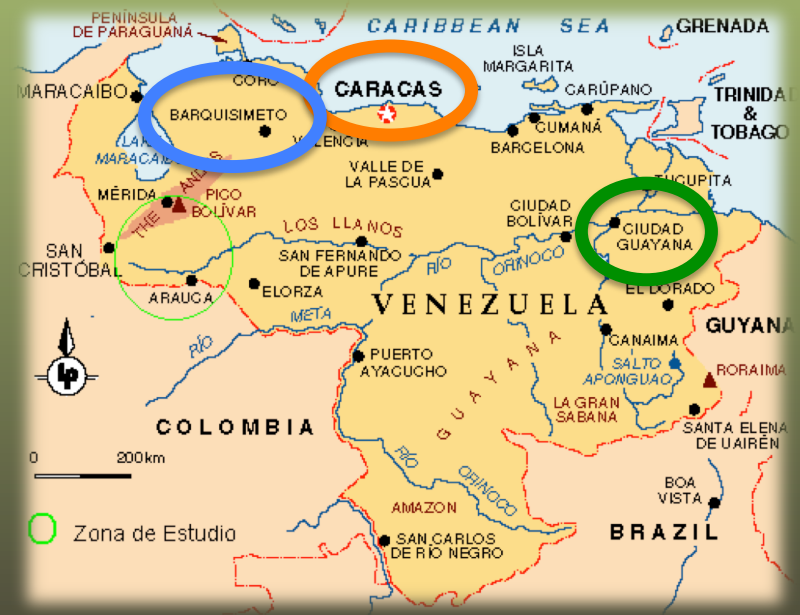 PENÍNSULA
DE PARAGUANÁ
CARIBBEAN SEA
GRENADA
ISLA
MARGARITA
CORO
CARACAS
CARÚPANO
MARACAIBO
TRINIDAD
&
TOBAGO
BARQUISIMETO
CUMANÁ
VALENCIA
BARCELONA
MARACAIBO
VALLE DE
LA PASCUA
TUCUPITA
THE ANDES
MÉRIDA
PICO
BOLÍVAR
CIUDAD
BOLÍVAR
CIUDAD
GUAYANA
LOS LLANOS
SAN
CRISTÓBAL
SAN FERNANDO
DE APURE
RÍO
ORINOCO
ARAUCA
ELORZA
EL DORADO
VENEZUELA
META
RÍO
GUYANA
CANAIMA
PUERTO
AYACUCHO
SALTO
APONGUAO
RORAIMA
GUAYANA
LA GRAN
SABANA
COLOMBIA
SANTA ELENA
DE UAIRÉN
lp
0 200km
RÍO
ORINOCO
BOA
VISTA
AMAZON
Zona de Estudio
BRAZIL
SAN CARLOS
DE RÍO NEGRO